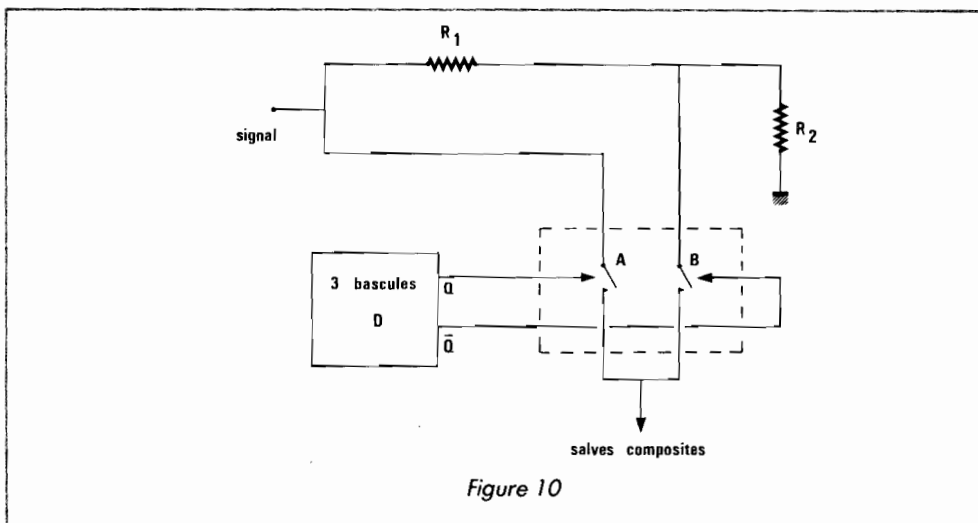 R1
signal
R2
A B
3 bascules
D
Q
Q̄
salves composites
Figure 10